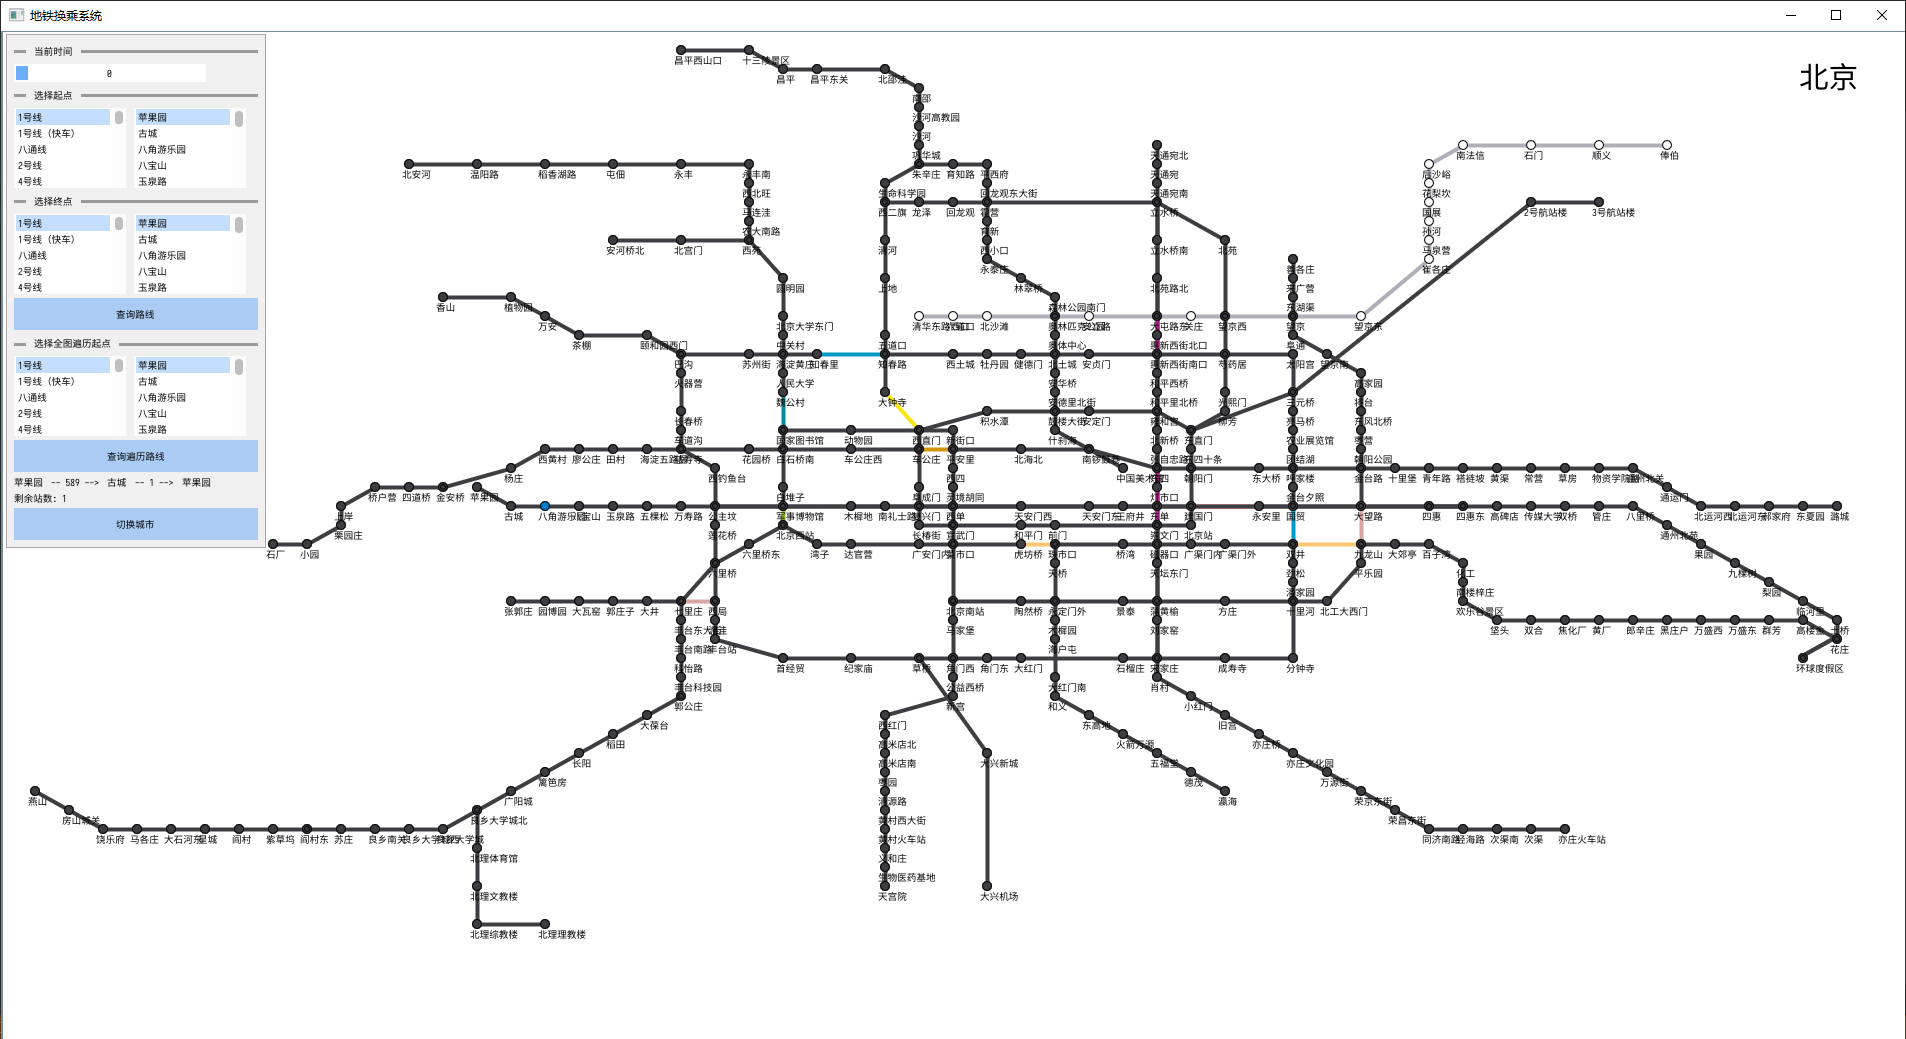 地铁换乘系统
当前时间
0
选择起点
1号线 苹果园
1号线（快车） 古城
八通线 八角游乐园
2号线 八宝山
4号线 玉泉路
选择终点
1号线 苹果园
1号线（快车） 古城
八通线 八角游乐园
2号线 八宝山
4号线 玉泉路
查询路线
选择全图遍历起点
1号线 苹果园
1号线（快车） 古城
八通线 八角游乐园
2号线 八宝山
4号线 玉泉路
查询遍历路线
苹果园 -- 589 --> 古城 -- 1 --> 苹果园
剩余站数：1
切换城市
北京
昌平西山口 十三陵景区
昌平 昌平东关 北邵洼
南邵
沙河高教园
沙河
巩华城
天通苑北 南法信 石门 顺义 俸伯
北安河 温阳路 稻香湖路 屯佃 永丰 永丰南 朱辛庄 育知路 平西府 天通苑 后沙峪
西北旺 生命科学园 回龙观东大街 天通苑南 花梨坎
马连洼 西二旗 龙泽 回龙观 霍营 立水桥 国展 2号航站楼 3号航站楼
农大南路 育新 孙河
安河桥北 北宫门 西苑 清河 西小口 立水桥南 北苑 马泉营
永泰庄 善各庄 崔各庄
圆明园 上地 林翠桥 北苑路北 来广营
香山 植物园 森林公园南门 东湖渠
万安 北京大学东门 清华东路西口 六道口 北沙滩 奥林匹克公园 安立路 大屯路东 关庄 望京西 望京 望京东
茶棚 颐和园西门 中关村 五道口 奥体中心 惠新西街北口 阜通
巴沟 苏州街 海淀黄庄 知春里 知春路 西土城 牡丹园 健德门 北土城 安贞门 惠新西街南口 芍药居 太阳宫 望京南
火器营 人民大学 安华桥 和平西桥 高家园
魏公村 大钟寺 安德里北街 和平里北桥 光熙门 三元桥 将台
长春桥 积水潭 鼓楼大街 安定门 雍和宫 柳芳 亮马桥 东风北桥
车道沟 国家图书馆 动物园 西直门 新街口 什刹海 北新桥 东直门 农业展览馆 枣营
西黄村 廖公庄 田村 海淀五路居 慈寿寺 花园桥 白石桥南 车公庄西 车公庄 平安里 北海北 南锣鼓巷 张自忠路 东四十条 团结湖 朝阳公园
杨庄 西钓鱼台 西四 中国美术馆 东四 朝阳门 东大桥 呼家楼 金台路 十里堡 青年路 褡裢坡 黄渠 常营 草房 物资学院路 通州北关
桥户营 四道桥 金安桥 苹果园 白堆子 阜成门 灵境胡同 灯市口 金台夕照 通运门
上岸 古城 八角游乐园 八宝山 玉泉路 五棵松 万寿路 公主坟 军事博物馆 木樨地 南礼士路 复兴门 西单 天安门西 天安门东 王府井 东单 建国门 永安里 国贸 大望路 四惠 四惠东 高碑店 传媒大学 双桥 管庄 八里桥 北运河西 北运河东 郝家府 东夏园 潞城
栗园庄 莲花桥 北京西站 长椿街 宣武门 和平门 前门 崇文门 北京站 通州北苑
石厂 小园 六里桥东 湾子 达官营 广安门内 菜市口 虎坊桥 珠市口 桥湾 磁器口 广渠门内 广渠门外 双井 九龙山 大郊亭 百子湾 果园
六里桥 天桥 天坛东门 劲松 平乐园 化工 九棵树
潘家园 南楼梓庄 梨园
张郭庄 园博园 大瓦窑 郭庄子 大井 七里庄 西局 北京南站 陶然桥 永定门外 景泰 蒲黄榆 方庄 十里河 北工大西门 欢乐谷景区 临河里
丰台东大街 泥洼 马家堡 木樨园 刘家窑 垡头 双合 焦化厂 黄厂 郎辛庄 黑庄户 万盛西 万盛东 群芳 高楼金 土桥
丰台南路 丰台站 海户屯 花庄
科怡路 首经贸 纪家庙 草桥 角门西 角门东 大红门 石榴庄 宋家庄 成寿寺 分钟寺 环球度假区
丰台科技园 公益西桥 大红门南 肖村
郭公庄 新宫 和义 小红门
大葆台 西红门 东高地 旧宫
稻田 高米店北 火箭万源 亦庄桥
长阳 高米店南 大兴新城 五福堂 亦庄文化园
篱笆房 枣园 德茂 万源街
燕山 广阳城 清源路 瀛海 荣京东街
房山城关 良乡大学城北 黄村西大街 荣昌东街
饶乐府 马各庄 大石河东 星城 阎村 紫草坞 阎村东 苏庄 良乡南关 良乡大学城西 良乡大学城 黄村火车站 同济南路 经海路 次渠南 次渠 亦庄火车站
北理体育馆 义和庄
生物医药基地
北理文教楼 天宫院 大兴机场
北理综教楼 北理理教楼